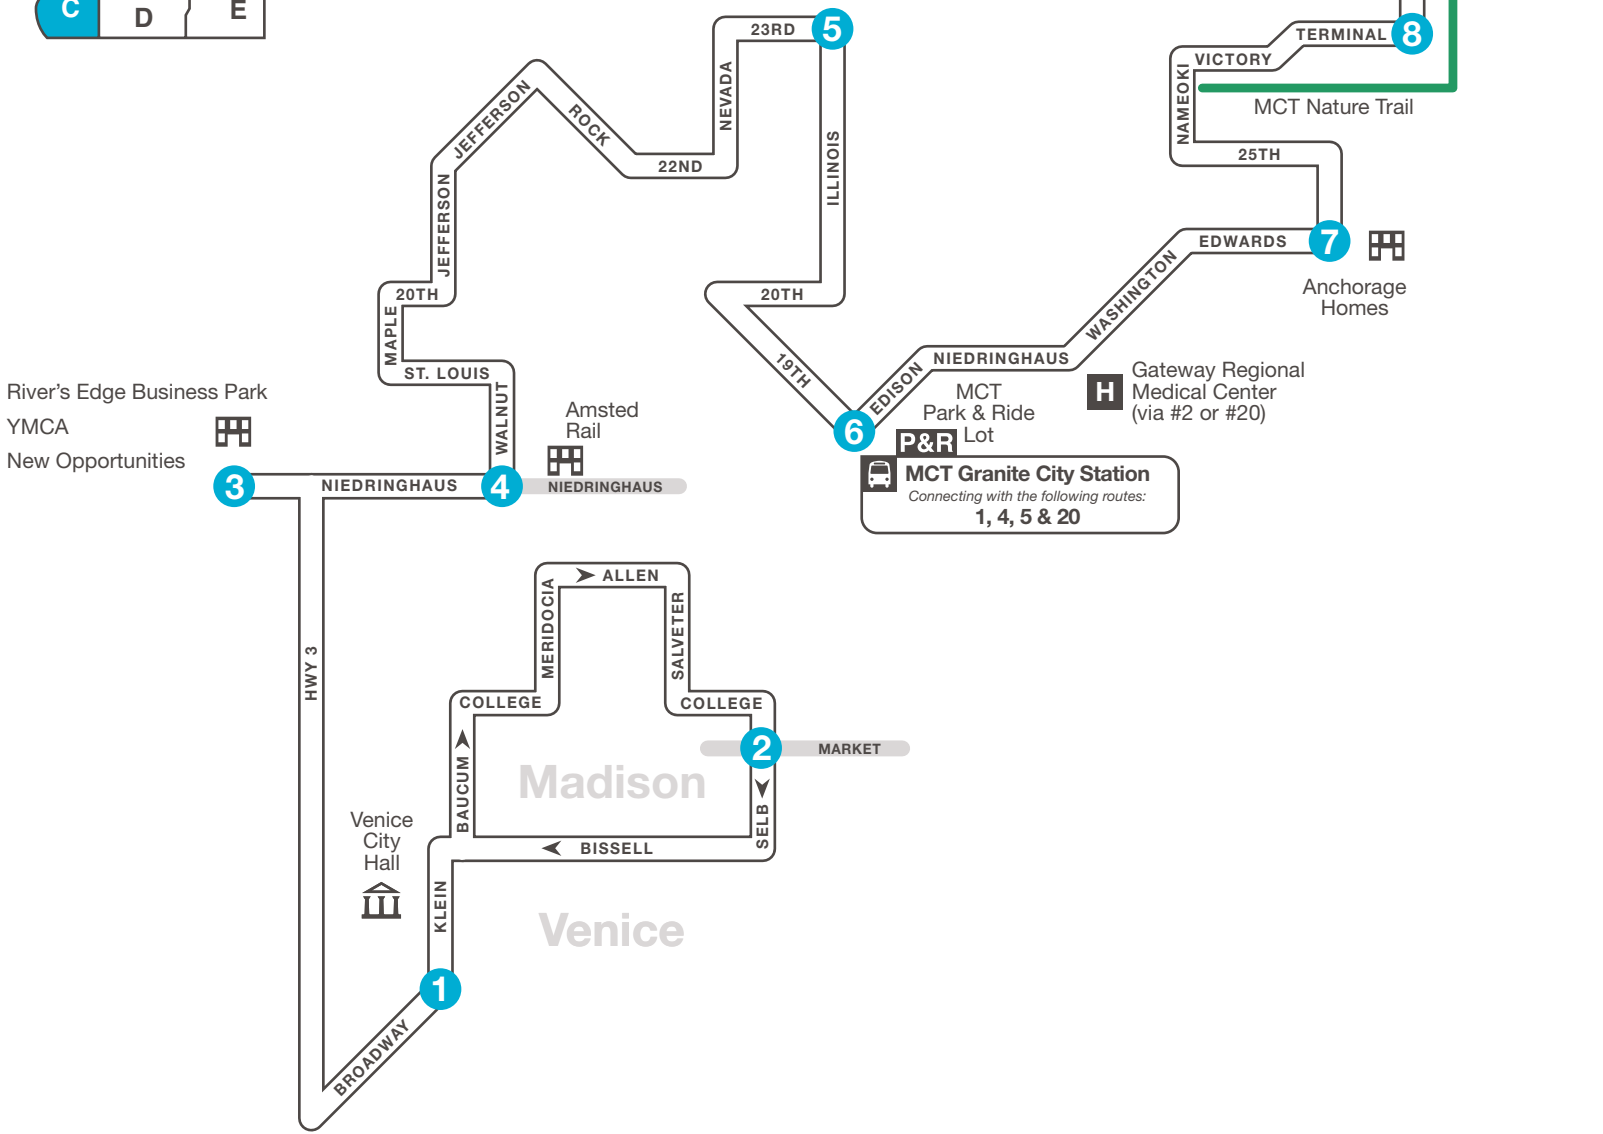 C
D
E
23RD
5
NEVADA
ILLINOIS
JEFFERSON
ROCK
22ND
JEFFERSON
20TH
MAPLE
ST. LOUIS
WALNUT
20TH
19TH
TERMINAL
8
VICTORY
NAMEOKI
MCT Nature Trail
25TH
EDWARDS
7
Anchorage
Homes
WASHINGTON
NIEDRINGHAUS
EDISON
6
MCT
Park & Ride
Lot
P&R
H
Gateway Regional
Medical Center
(via #2 or #20)
MCT Granite City Station
Connecting with the following routes:
1, 4, 5 & 20
River's Edge Business Park
YMCA
New Opportunities
3
NIEDRINGHAUS
4
Amsted
Rail
NIEDRINGHAUS
HWY 3
MERIDOCIA
ALLEN
SALVETER
COLLEGE
COLLEGE
2
MARKET
Madison
BAUCUM
SELB
BISSELL
Venice
City
Hall
KLEIN
Venice
1
BROADWAY